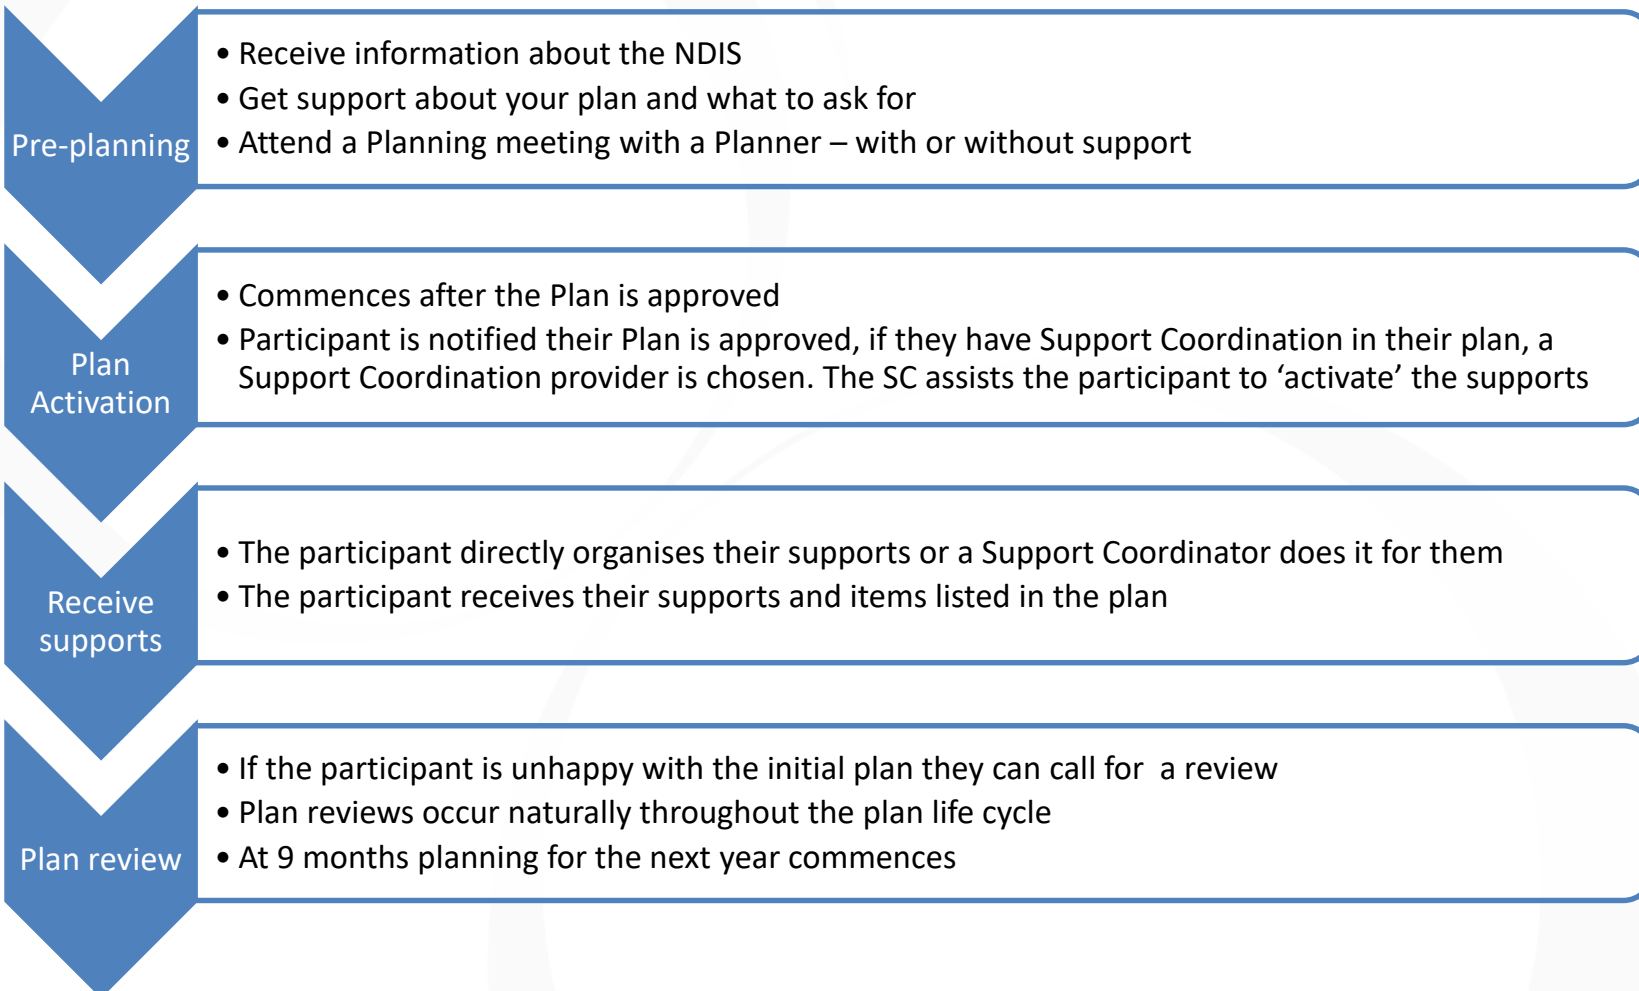 Pre-planning
• Receive information about the NDIS
• Get support about your plan and what to ask for
• Attend a Planning meeting with a Planner – with or without support
Plan
Activation
• Commences after the Plan is approved
• Participant is notified their Plan is approved, if they have Support Coordination in their plan, a
Support Coordination provider is chosen. The SC assists the participant to ‘activate’ the supports
Receive
supports
• The participant directly organises their supports or a Support Coordinator does it for them
• The participant receives their supports and items listed in the plan
Plan review
• If the participant is unhappy with the initial plan they can call for  a review
• Plan reviews occur naturally throughout the plan life cycle
• At 9 months planning for the next year commences